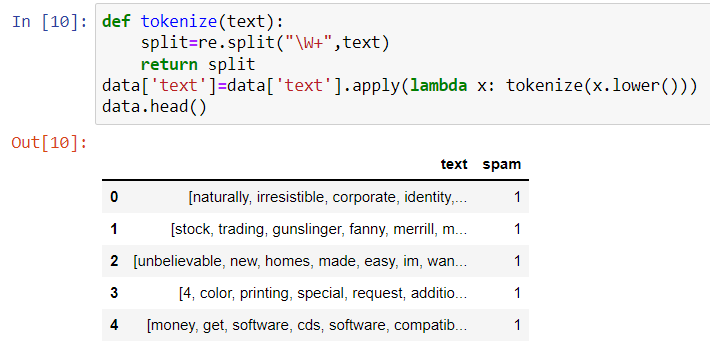 In [10]: def tokenize(text):
split=re.split("\W+",text)
return split
data['text']=data['text'].apply(lambda x: tokenize(x.lower()))
data.head()
Out[10]:
text spam
0 [naturally, irresistible, corporate, identity,... 1
1 [stock, trading, gunslinger, fanny, merrill, m... 1
2 [unbelievable, new, homes, made, easy, im, wan... 1
3 [4, color, printing, special, request, additio... 1
4 [money, get, software, cds, software, compatib... 1